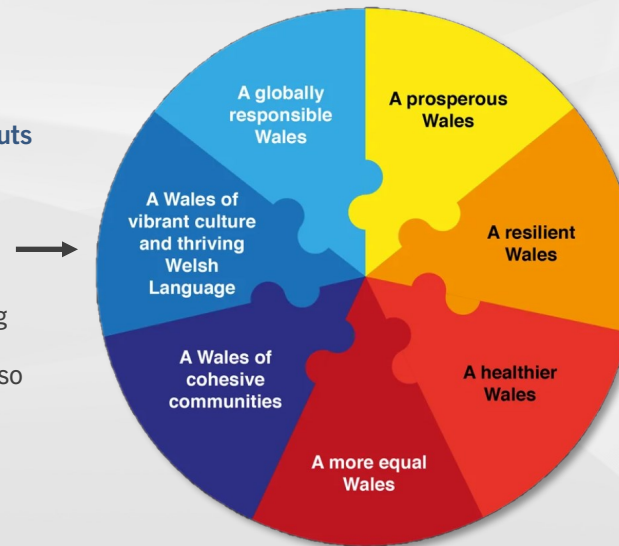 uts
g
so
A globally
responsible
Wales
A prosperous
Wales
A Wales of
vibrant culture
and thriving
Welsh
Language
A resilient
Wales
A Wales of
cohesive
communities
A healthier
Wales
A more equal
Wales